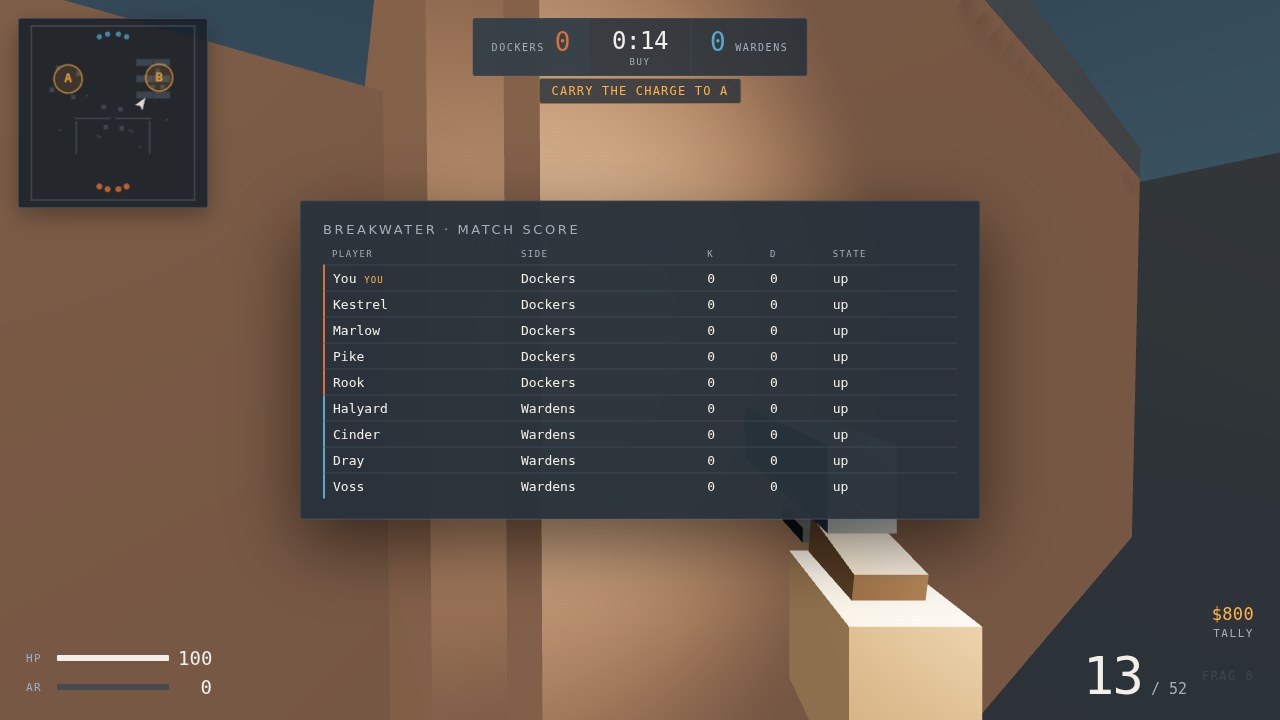 DOCKERS 0 0:14 0 WARDENS
BUY
CARRY THE CHARGE TO A
A
B
BREAKWATER · MATCH SCORE
PLAYER SIDE K D STATE
You YOU Dockers 0 0 up
Kestrel Dockers 0 0 up
Marlow Dockers 0 0 up
Pike Dockers 0 0 up
Rook Dockers 0 0 up
Halyard Wardens 0 0 up
Cinder Wardens 0 0 up
Dray Wardens 0 0 up
Voss Wardens 0 0 up
HP 100
AR 0
$800
TALLY
13 / 52 FRAG 0